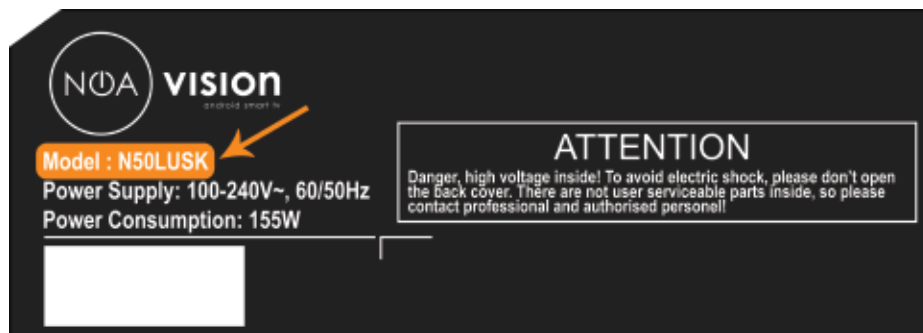 NOA vision
android smart tv
Model : N50LUSK
Power Supply: 100-240V~, 60/50Hz
Power Consumption: 155W
ATTENTION
Danger, high voltage inside! To avoid electric shock, please don't open
the back cover. There are not user serviceable parts inside, so please
contact professional and authorised personel!